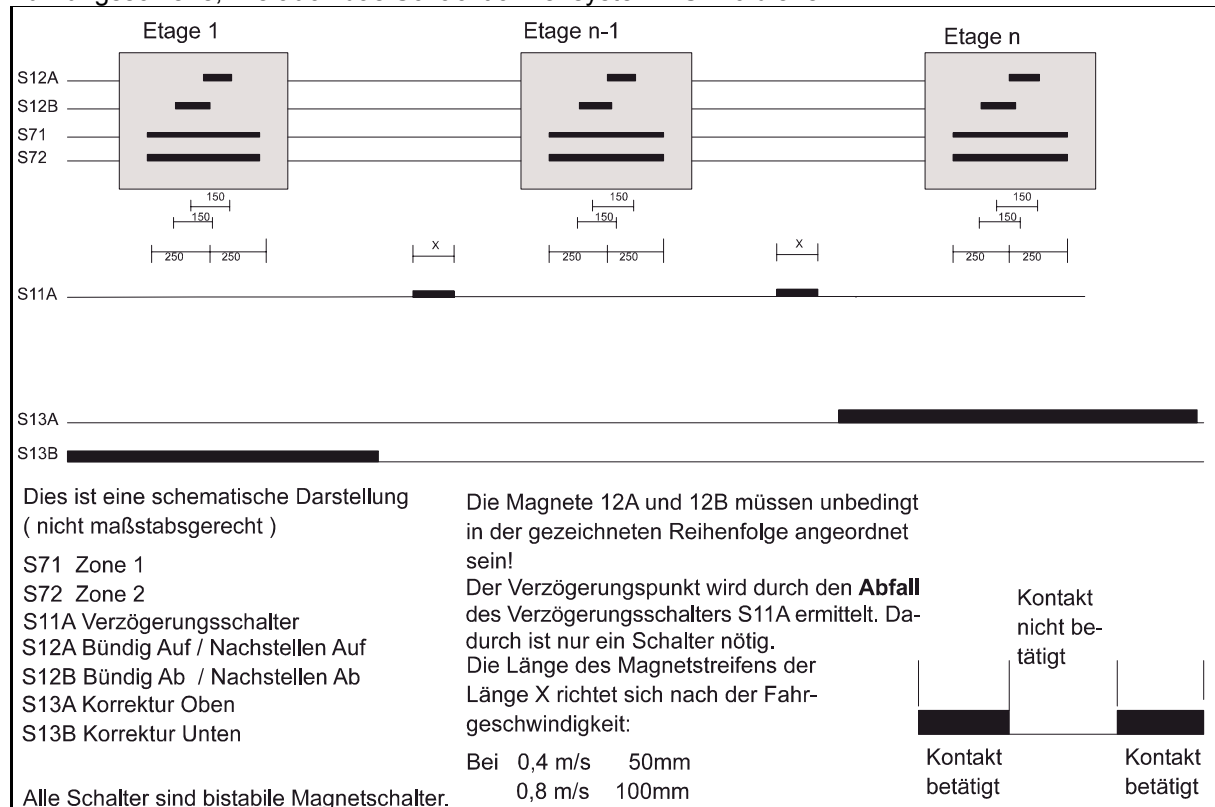 Etage 1
Etage n-1
Etage n
S12A
S12B
S71
S72
150
150
250 250
X
150
150
250 250
X
150
150
250 250
S11A
S13A
S13B
Dies ist eine schematische Darstellung
( nicht maßstabsgerecht )
S71 Zone 1
S72 Zone 2
S11A Verzögerungsschalter
S12A Bündig Auf / Nachstellen Auf
S12B Bündig Ab / Nachstellen Ab
S13A Korrektur Oben
S13B Korrektur Unten
Alle Schalter sind bistabile Magnetschalter.
Die Magnete 12A und 12B müssen unbedingt
in der gezeichneten Reihenfolge angeordnet
sein!
Der Verzögerungspunkt wird durch den Abfall
des Verzögerungsschalters S11A ermittelt. Da-
durch ist nur ein Schalter nötig.
Die Länge des Magnetstreifens der
Länge X richtet sich nach der Fahr-
geschwindigkeit:
Bei 0,4 m/s 50mm
0,8 m/s 100mm
Kontakt
nicht be-
tätigt
Kontakt
betätigt
Kontakt
betätigt